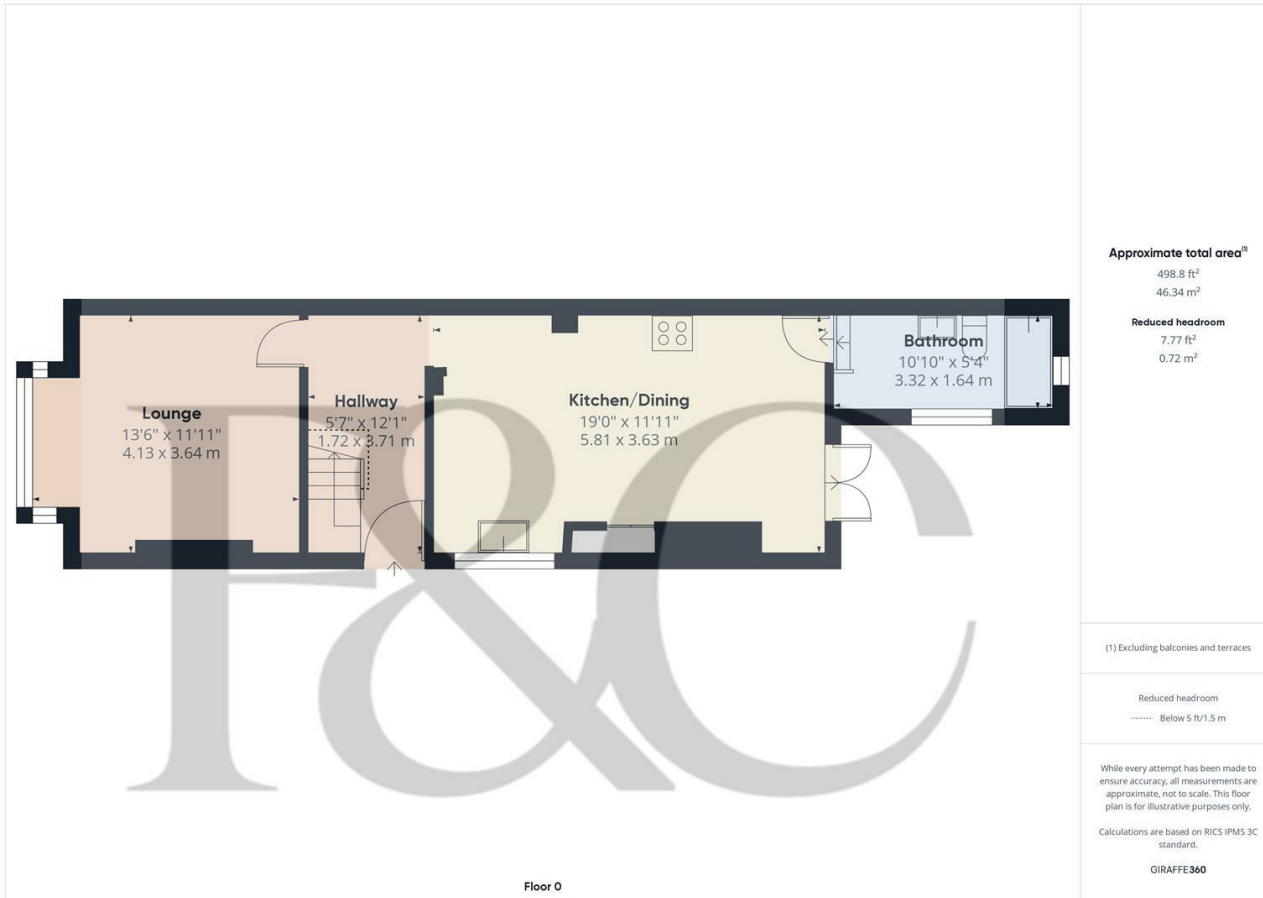 Lounge
13'6" x 11'11"
4.13 x 3.64 m
Hallway
5'7" x 12'1"
1.72 x 3.71 m
Kitchen/Dining
19'0" x 11'11"
5.81 x 3.63 m
Bathroom
10'10" x 5'4"
3.32 x 1.64 m
F&C
Floor 0
Approximate total area(1)
498.8 ft²
46.34 m²
Reduced headroom
7.77 ft²
0.72 m²
(1) Excluding balconies and terraces
Reduced headroom
Below 5 ft/1.5 m
While every attempt has been made to
ensure accuracy, all measurements are
approximate, not to scale. This floor
plan is for illustrative purposes only.
Calculations are based on RICS IPMS 3C
standard.
GIRAFFE360